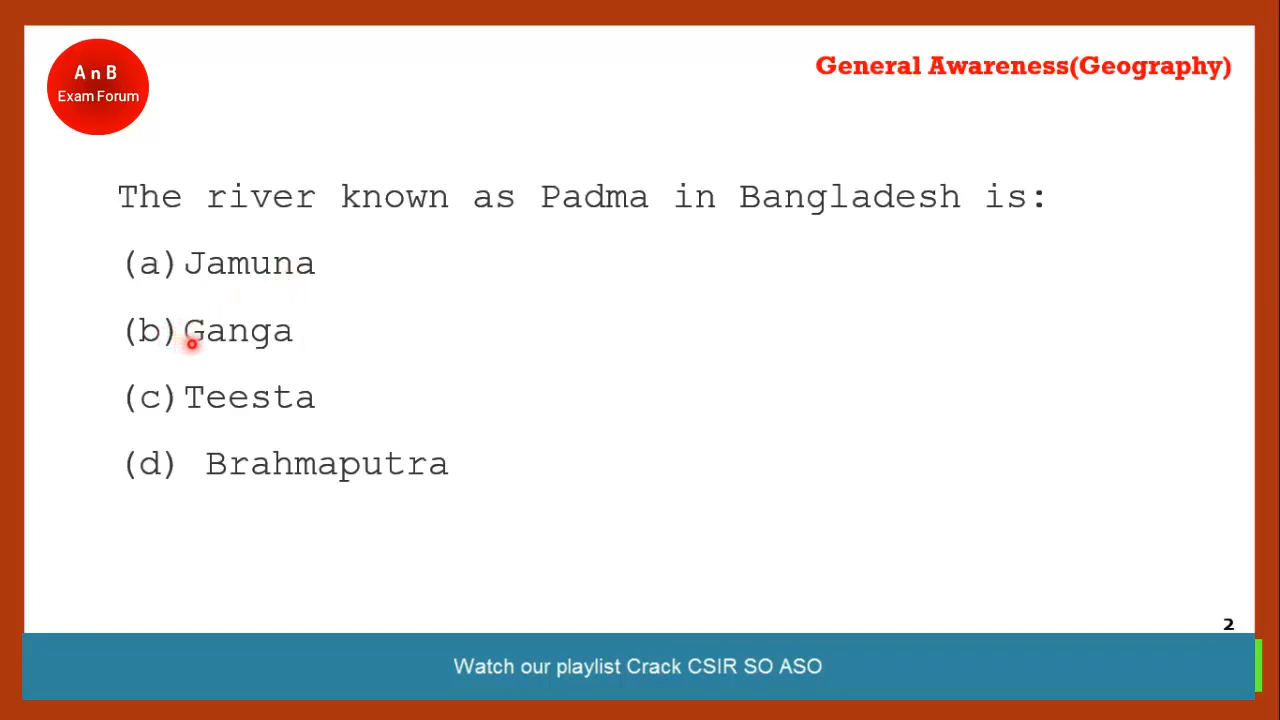 A n B
Exam Forum
General Awareness(Geography)
The river known as Padma in Bangladesh is:
(a)Jamuna
(b)Ganga
(c)Teesta
(d) Brahmaputra
2
Watch our playlist Crack CSIR SO ASO